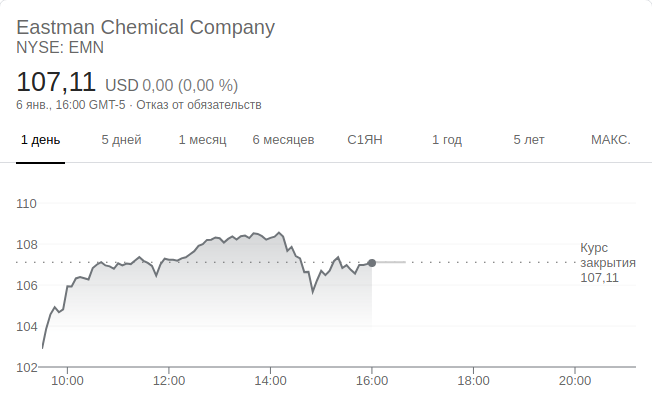 Eastman Chemical Company
NYSE: EMN
107,11 USD 0,00 (0,00 %)
6 янв., 16:00 GMT-5 · Отказ от обязательств
1 день 5 дней 1 месяц 6 месяцев С1ЯН 1 год 5 лет МАКС.
110
108
Курс
закрытия
107,11
106
104
102
10:00 12:00 14:00 16:00 18:00 20:00